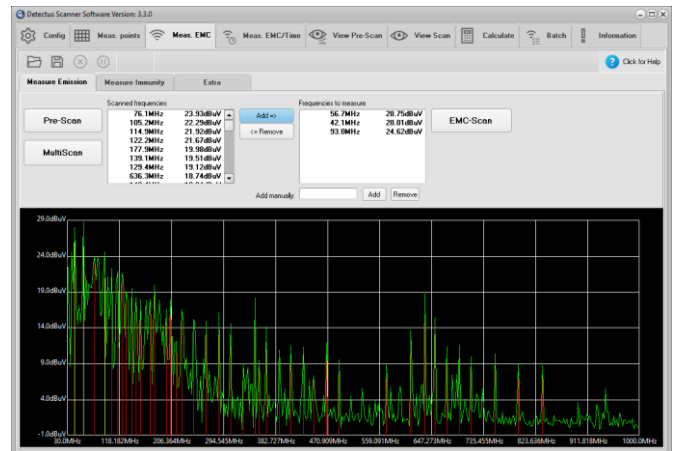 Detectus Scanner Software Version: 3.3.0
Config Meas. points Meas. EMC Meas. EMC/Time View Pre-Scan View Scan Calculate Batch Information
Click for Help
Measure Emission Measure Immunity Extra
Scanned frequencies Frequencies to measure
Pre-Scan
MultiScan
76.1MHz 23.93dBuV
105.2MHz 22.29dBuV
114.9MHz 21.92dBuV
122.2MHz 21.67dBuV
177.9MHz 19.98dBuV
139.1MHz 19.51dBuV
129.4MHz 19.12dBuV
636.3MHz 18.74dBuV
Add =>
<= Remove
56.7MHz 28.75dBuV
42.1MHz 28.01dBuV
93.0MHz 24.62dBuV
EMC-Scan
Add manually: Add Remove
29.0dBuV
24.0dBuV
19.0dBuV
14.0dBuV
9.0dBuV
4.0dBuV
-1.0dBuV
30.0MHz 118.182MHz 206.364MHz 294.545MHz 382.727MHz 470.909MHz 559.091MHz 647.273MHz 735.455MHz 823.636MHz 911.818MHz 1000.0MHz